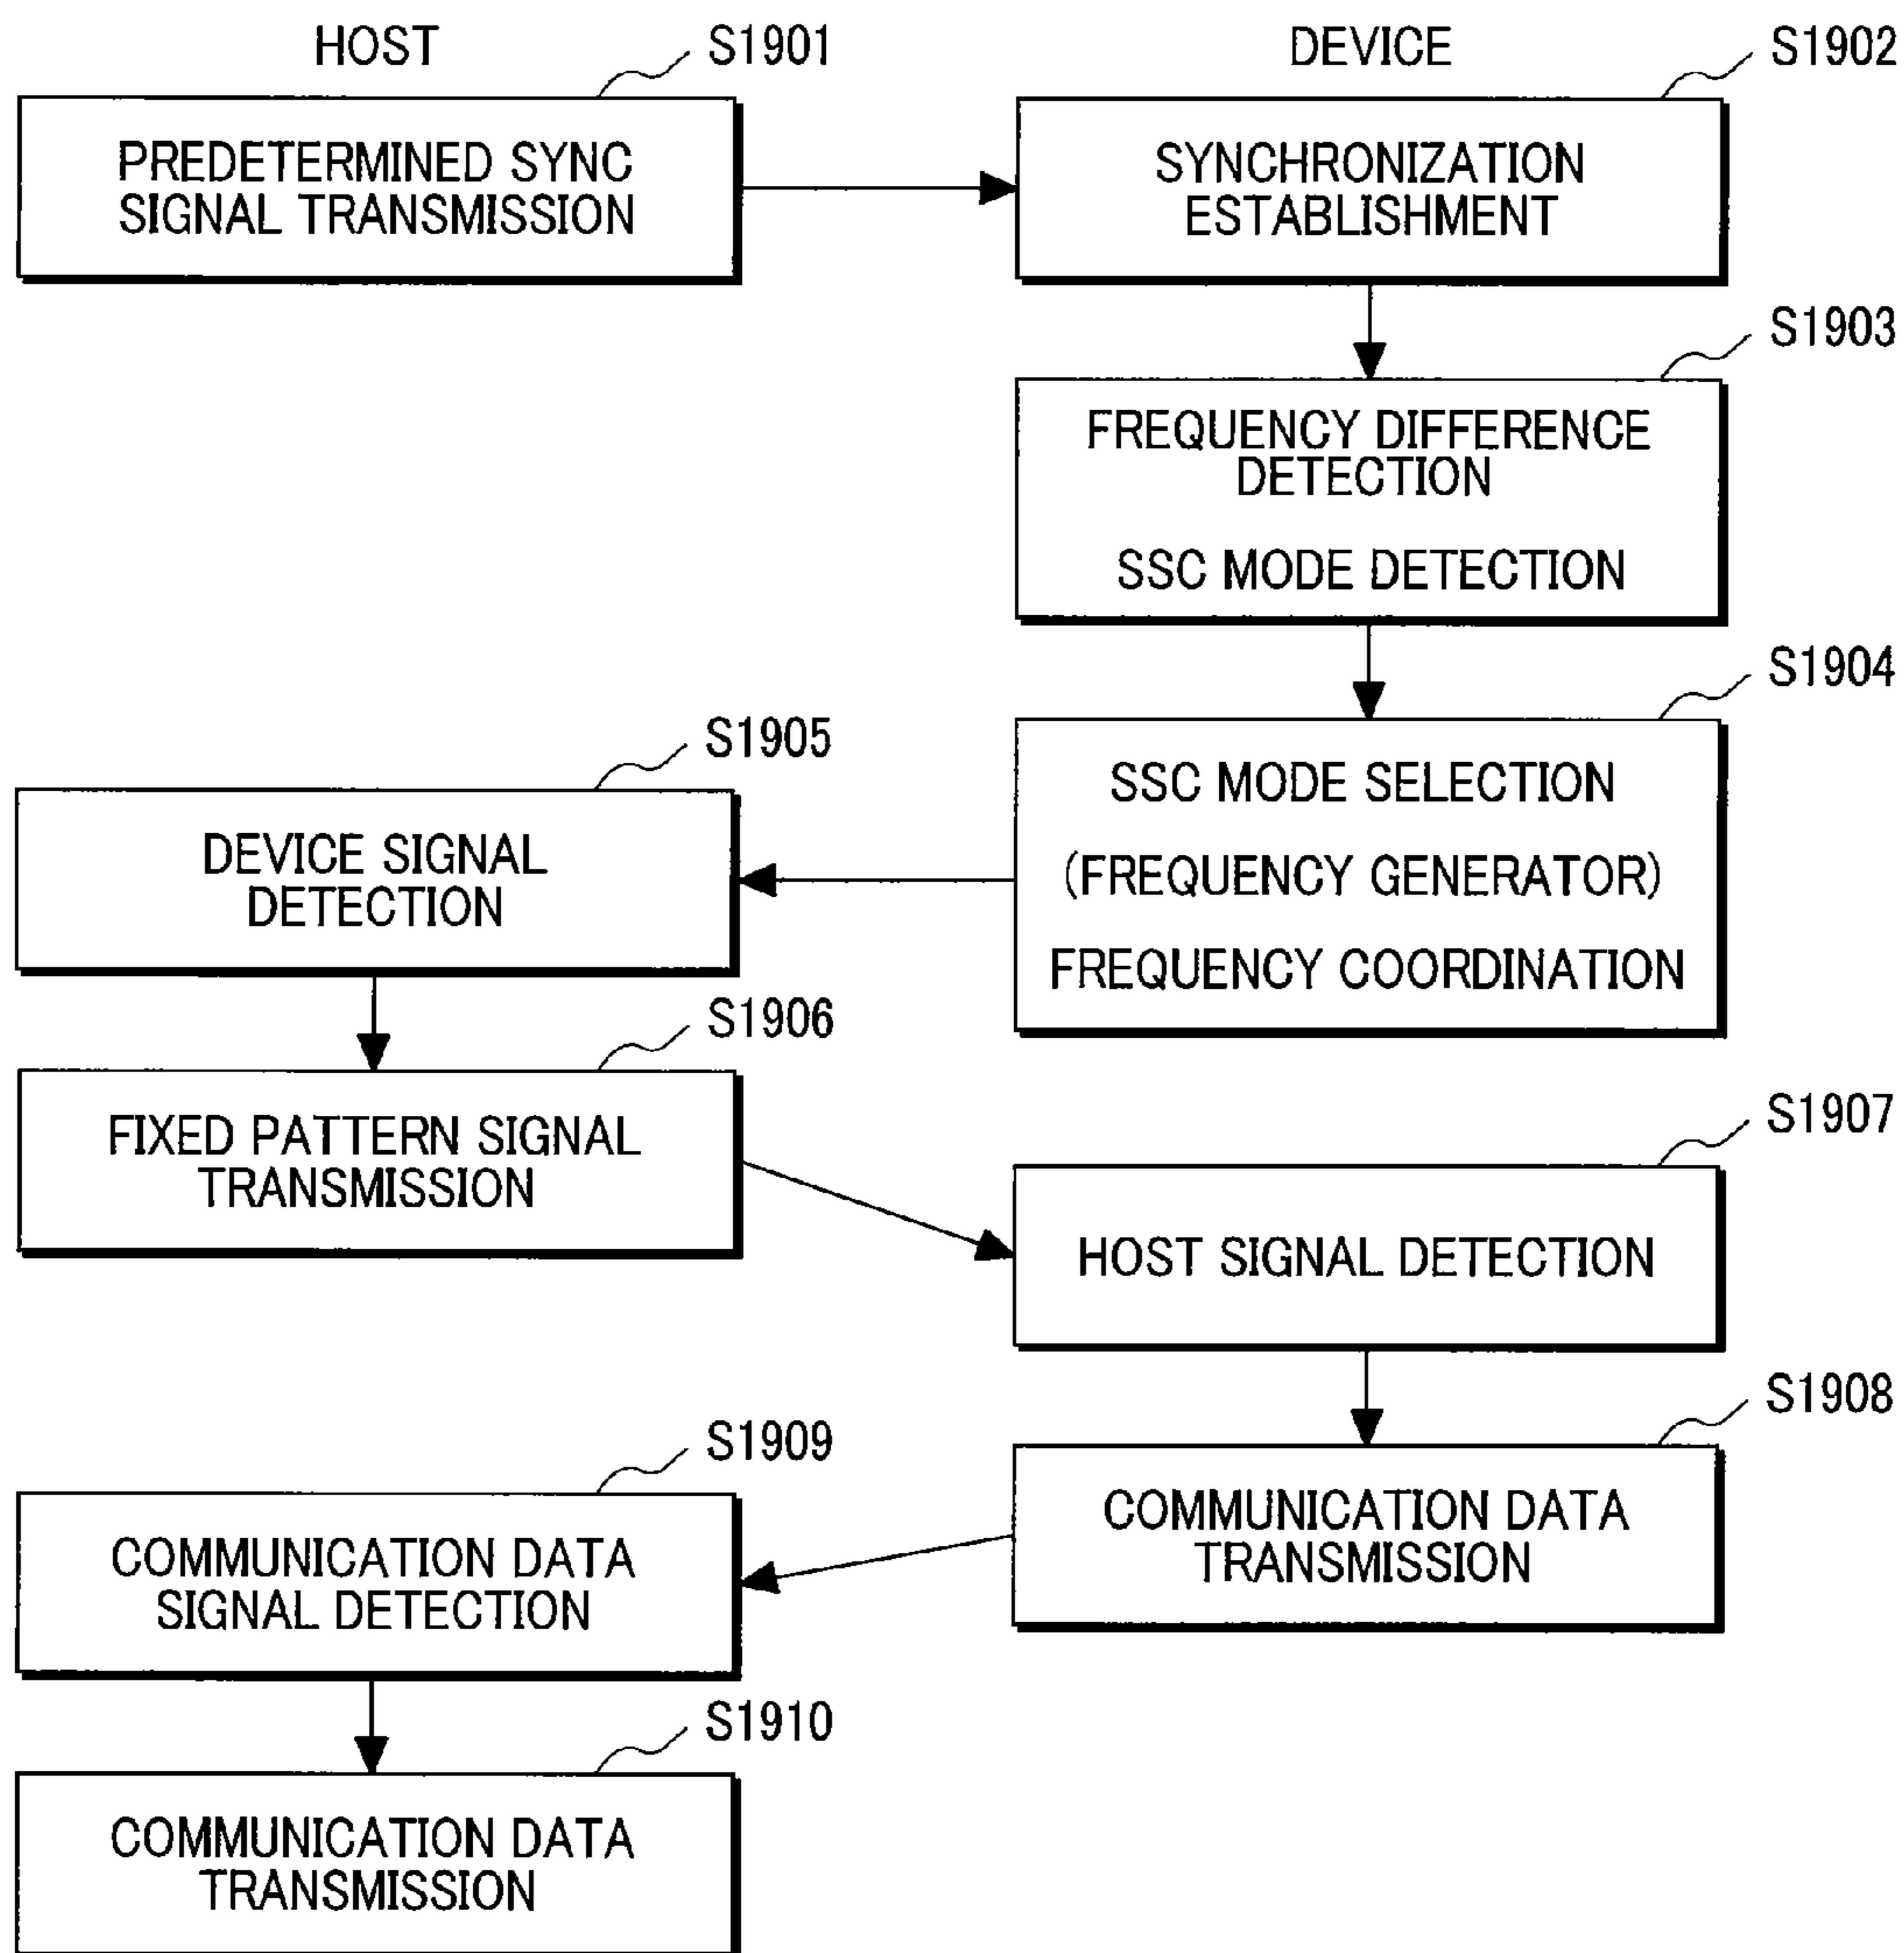 HOST
S1901
DEVICE
S1902
PREDETERMINED SYNC
SIGNAL TRANSMISSION
SYNCHRONIZATION
ESTABLISHMENT
S1903
FREQUENCY DIFFERENCE
DETECTION
SSC MODE DETECTION
S1904
SSC MODE SELECTION
(FREQUENCY GENERATOR)
FREQUENCY COORDINATION
S1905
DEVICE SIGNAL
DETECTION
S1906
FIXED PATTERN SIGNAL
TRANSMISSION
S1907
HOST SIGNAL DETECTION
S1908
COMMUNICATION DATA
TRANSMISSION
S1909
COMMUNICATION DATA
SIGNAL DETECTION
S1910
COMMUNICATION DATA
TRANSMISSION